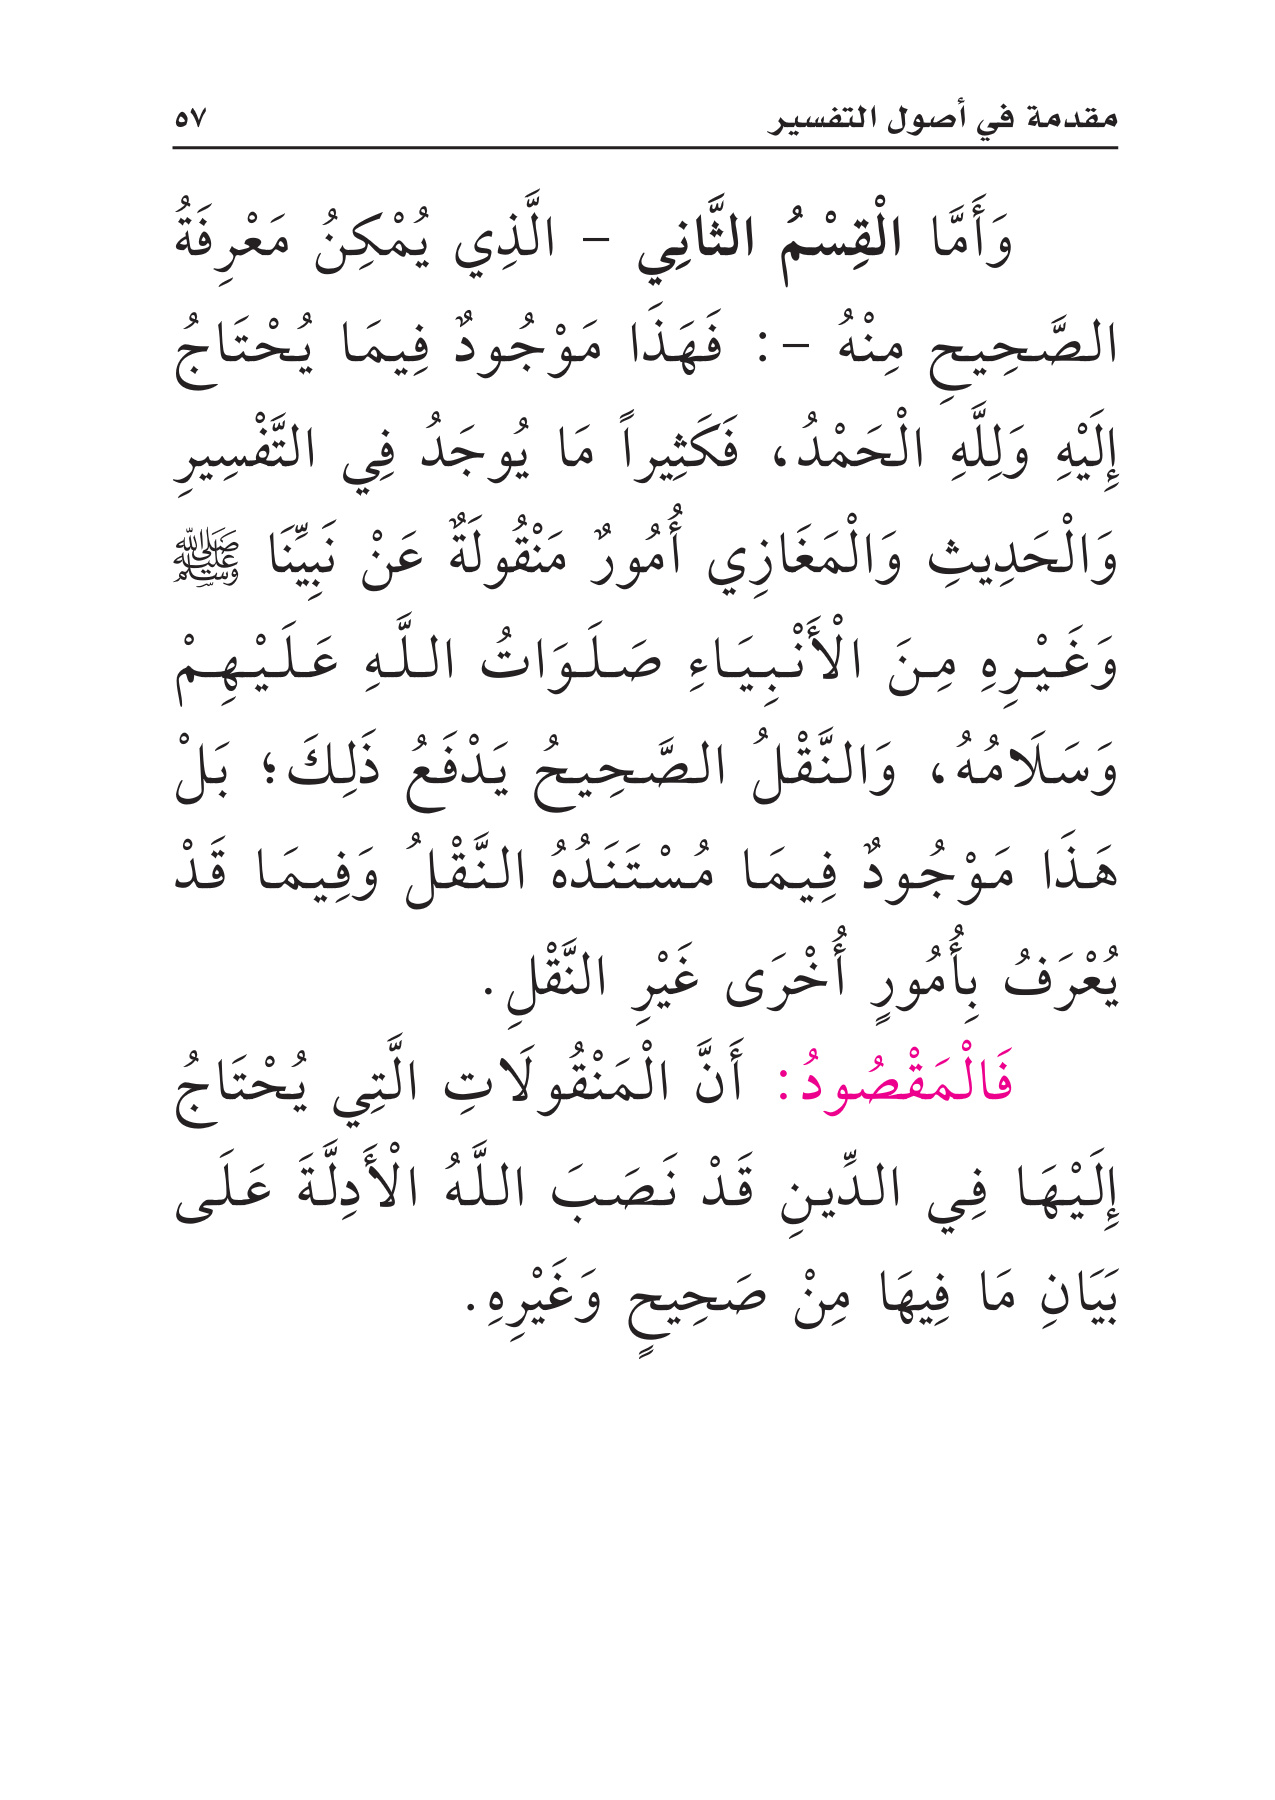 مقدمة في أصول التفسير ٥٧
وَأَمَّا الْقِسْمُ الثَّانِي - الَّذِي يُمْكِنُ مَعْرِفَةُ
الصَّحِيحِ مِنْهُ -: فَهَذَا مَوْجُودٌ فِيمَا يُحْتَاجُ
إِلَيْهِ وَلِلَّهِ الْحَمْدُ، فَكَثِيراً مَا يُوجَدُ فِي التَّفْسِيرِ
وَالْحَدِيثِ وَالْمَغَازِي أُمُورٌ مَنْقُولَةٌ عَنْ نَبِيِّنَا ﷺ
وَغَيْرِهِ مِنَ الْأَنْبِيَاءِ صَلَوَاتُ اللَّهِ عَلَيْهِمْ
وَسَلَامُهُ، وَالنَّقْلُ الصَّحِيحُ يَدْفَعُ ذَلِكَ؛ بَلْ
هَذَا مَوْجُودٌ فِيمَا مُسْتَنَدُهُ النَّقْلُ وَفِيمَا قَدْ
يُعْرَفُ بِأُمُورٍ أُخْرَى غَيْرِ النَّقْلِ.
فَالْمَقْصُودُ: أَنَّ الْمَنْقُولَاتِ الَّتِي يُحْتَاجُ
إِلَيْهَا فِي الدِّينِ قَدْ نَصَبَ اللَّهُ الْأَدِلَّةَ عَلَى
بَيَانِ مَا فِيهَا مِنْ صَحِيحٍ وَغَيْرِهِ.